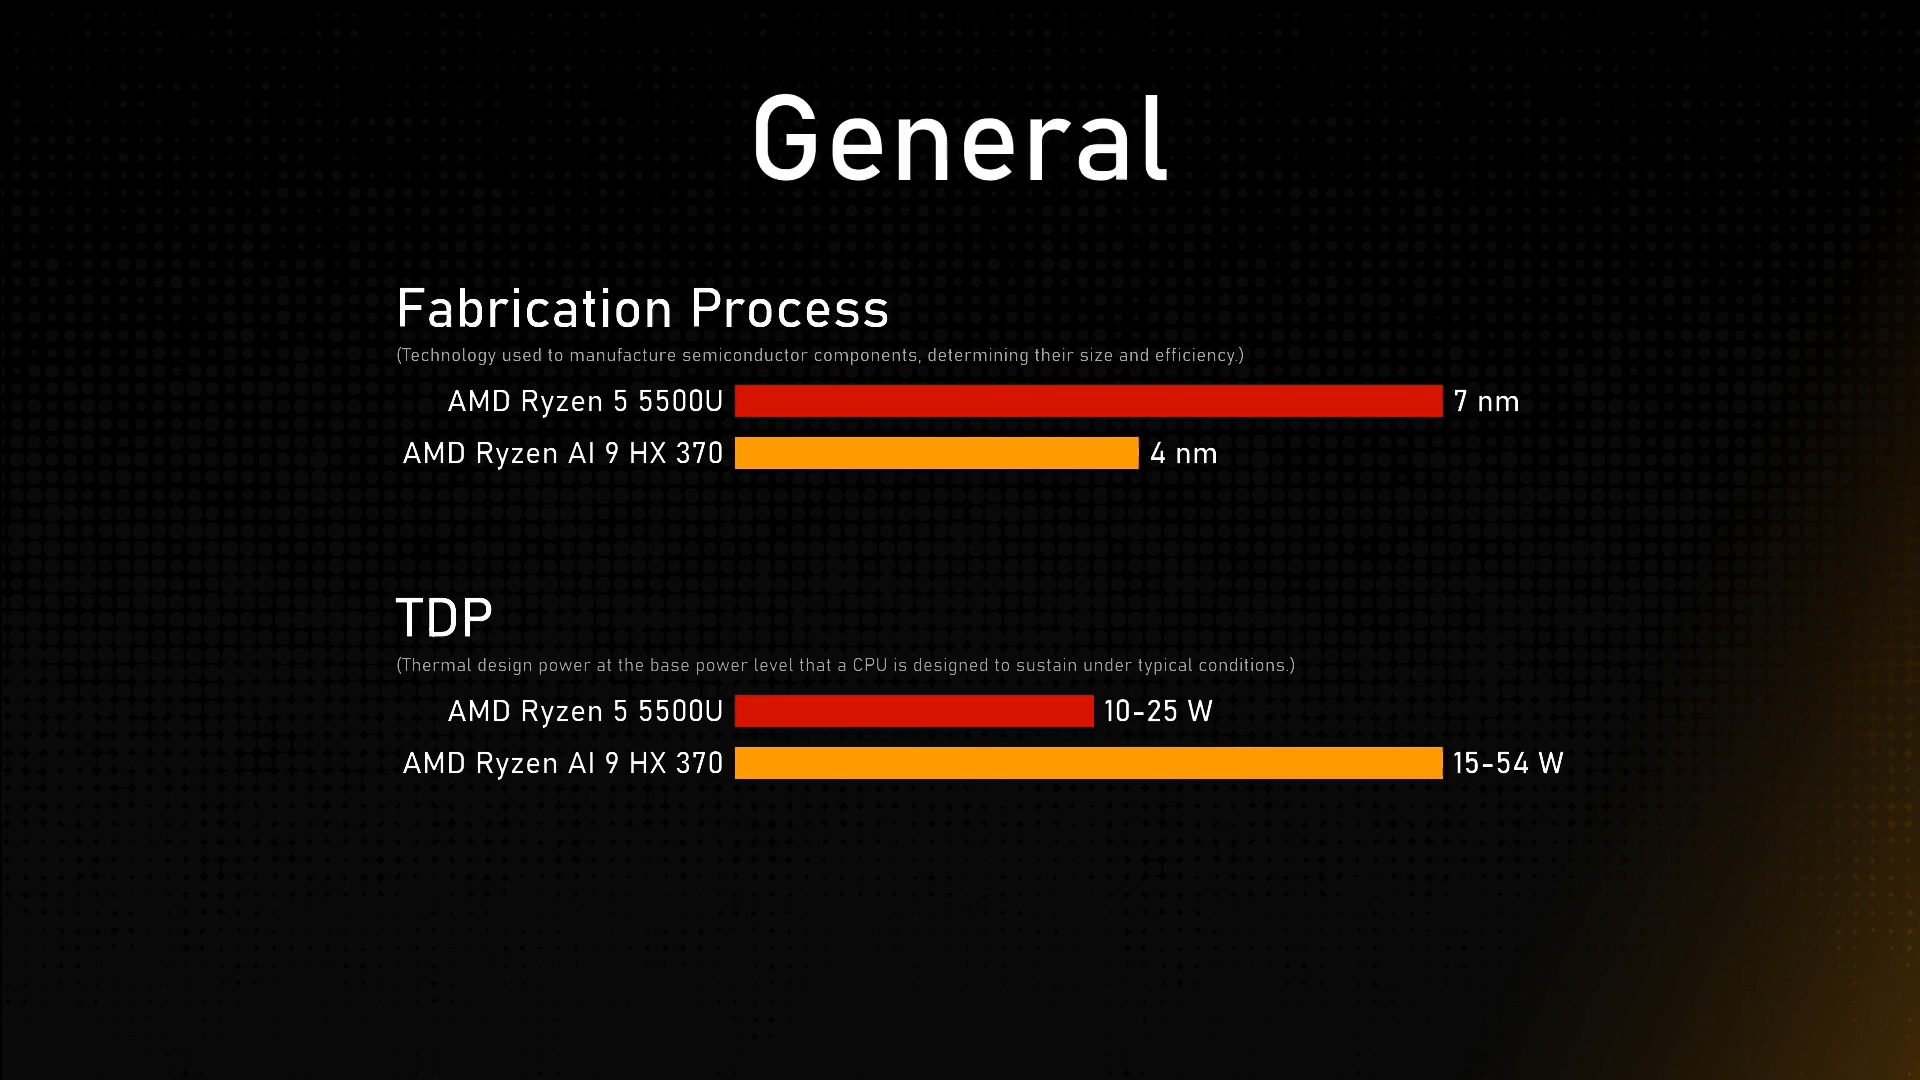 General
Fabrication Process
(Technology used to manufacture semiconductor components, determining their size and efficiency.)
AMD Ryzen 5 5500U 7 nm
AMD Ryzen AI 9 HX 370 4 nm
TDP
(Thermal design power at the base power level that a CPU is designed to sustain under typical conditions.)
AMD Ryzen 5 5500U 10-25 W
AMD Ryzen AI 9 HX 370 15-54 W